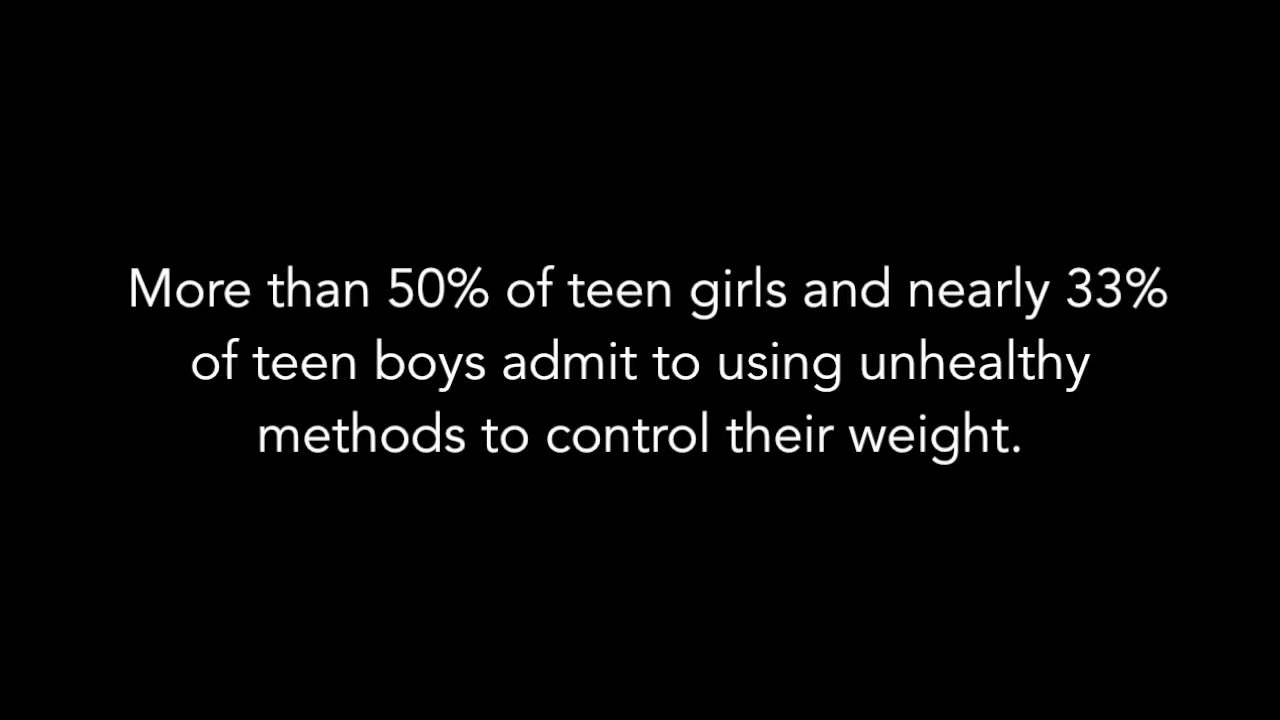 More than 50% of teen girls and nearly 33%
of teen boys admit to using unhealthy
methods to control their weight.